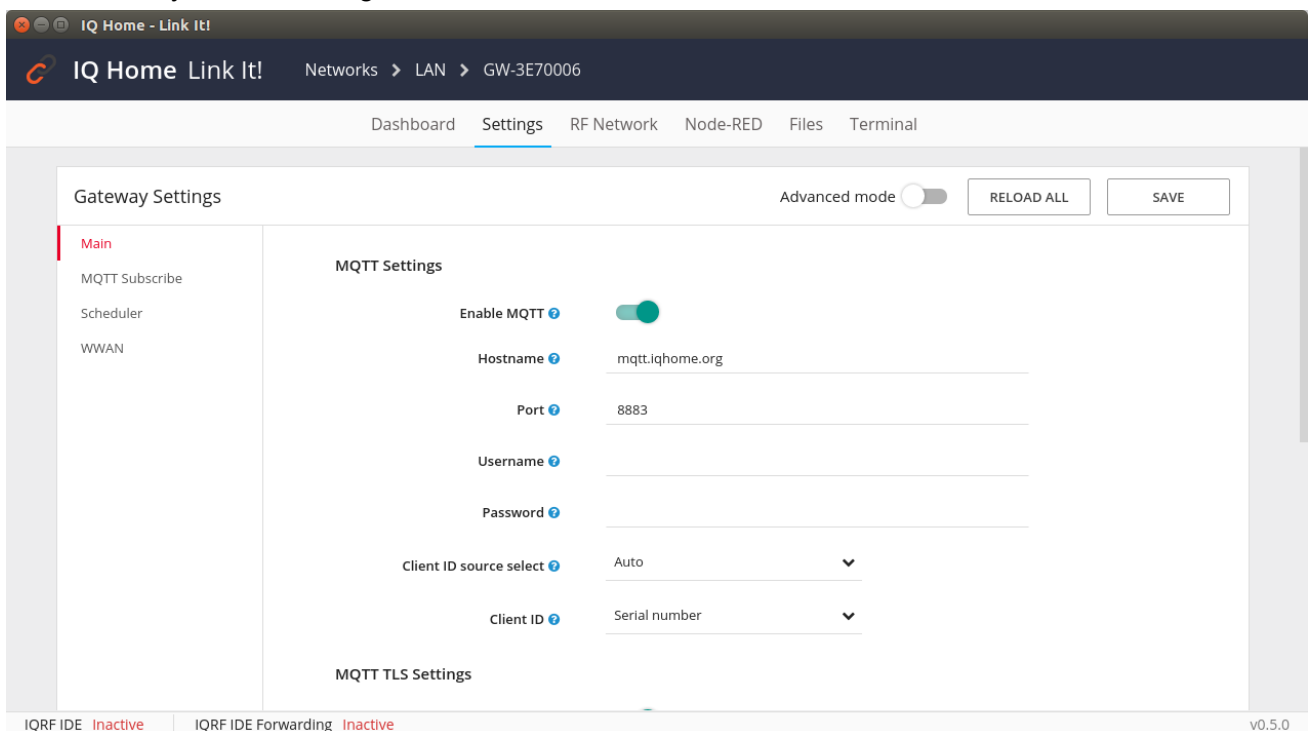 IQ Home - Link It!
IQ Home Link It! Networks > LAN > GW-3E70006
Dashboard Settings RF Network Node-RED Files Terminal
Gateway Settings Advanced mode RELOAD ALL SAVE
Main
MQTT Subscribe
Scheduler
WWAN
MQTT Settings
Enable MQTT
Hostname mqtt.iqhome.org
Port 8883
Username
Password
Client ID source select Auto
Client ID Serial number
MQTT TLS Settings
IQRF IDE Inactive IQRF IDE Forwarding Inactive v0.5.0